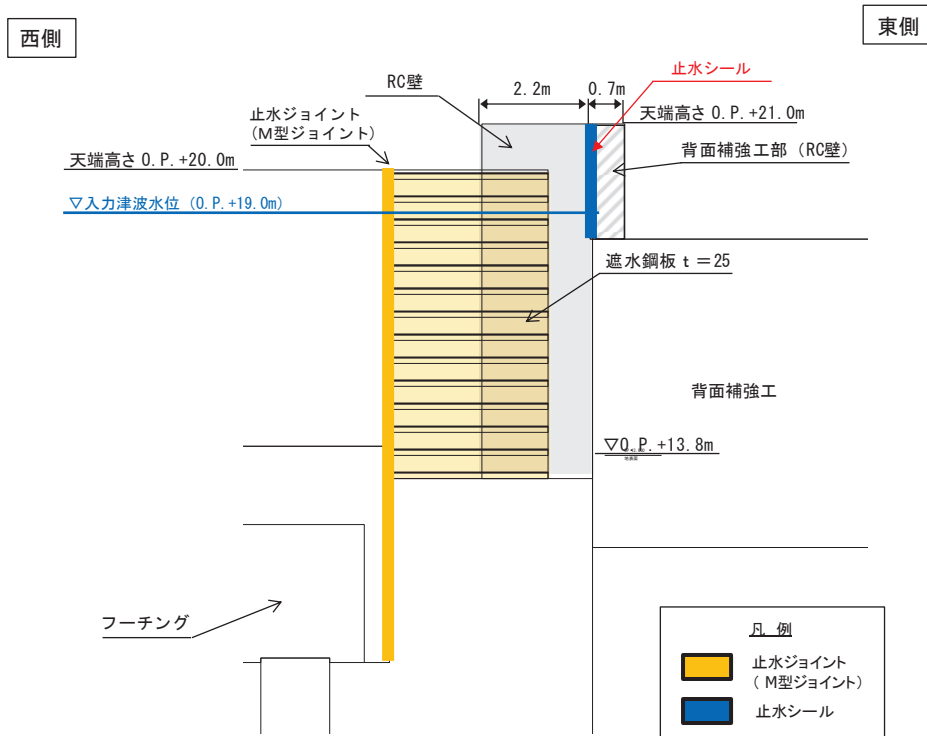 西側
東側
止水シール
RC壁
2.2m
0.7m
止水ジョイント
(M型ジョイント)
天端高さ O.P.+21.0m
天端高さ O.P.+20.0m
背面補強工部 (RC壁)
▽入力津波水位 (O.P.+19.0m)
遮水鋼板 t=25
背面補強工
▽O.P.+13.8m
フーチング
凡 例
止水ジョイント
( M型ジョイント)
止水シール